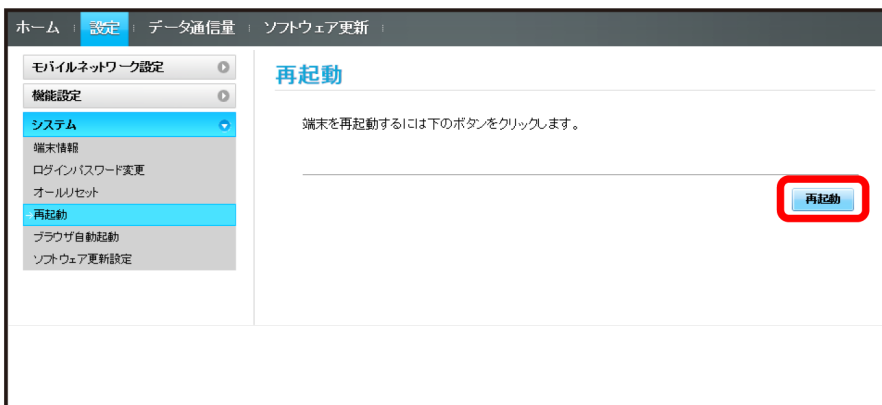 ホーム 設定 データ通信量 ソフトウェア更新
モバイルネットワーク設定
機能設定
システム
端末情報
ログインパスワード変更
オールリセット
再起動
ブラウザ自動起動
ソフトウェア更新設定
再起動
端末を再起動するには下のボタンをクリックします。
再起動